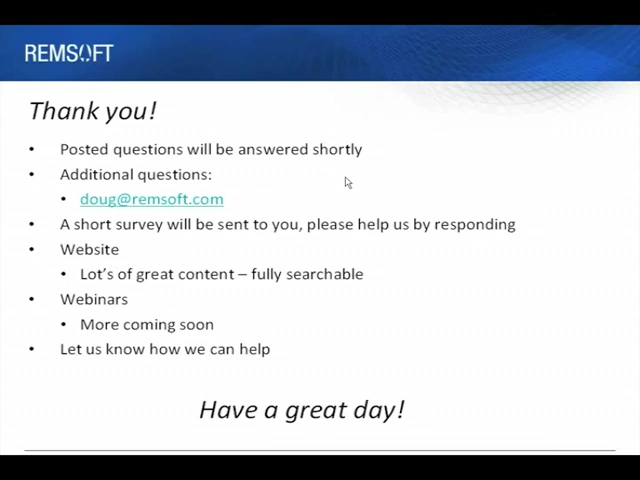 REMSOFT
Thank you!
• Posted questions will be answered shortly
• Additional questions:
• doug@remsoft.com
• A short survey will be sent to you, please help us by responding
• Website
• Lot's of great content – fully searchable
• Webinars
• More coming soon
• Let us know how we can help
Have a great day!